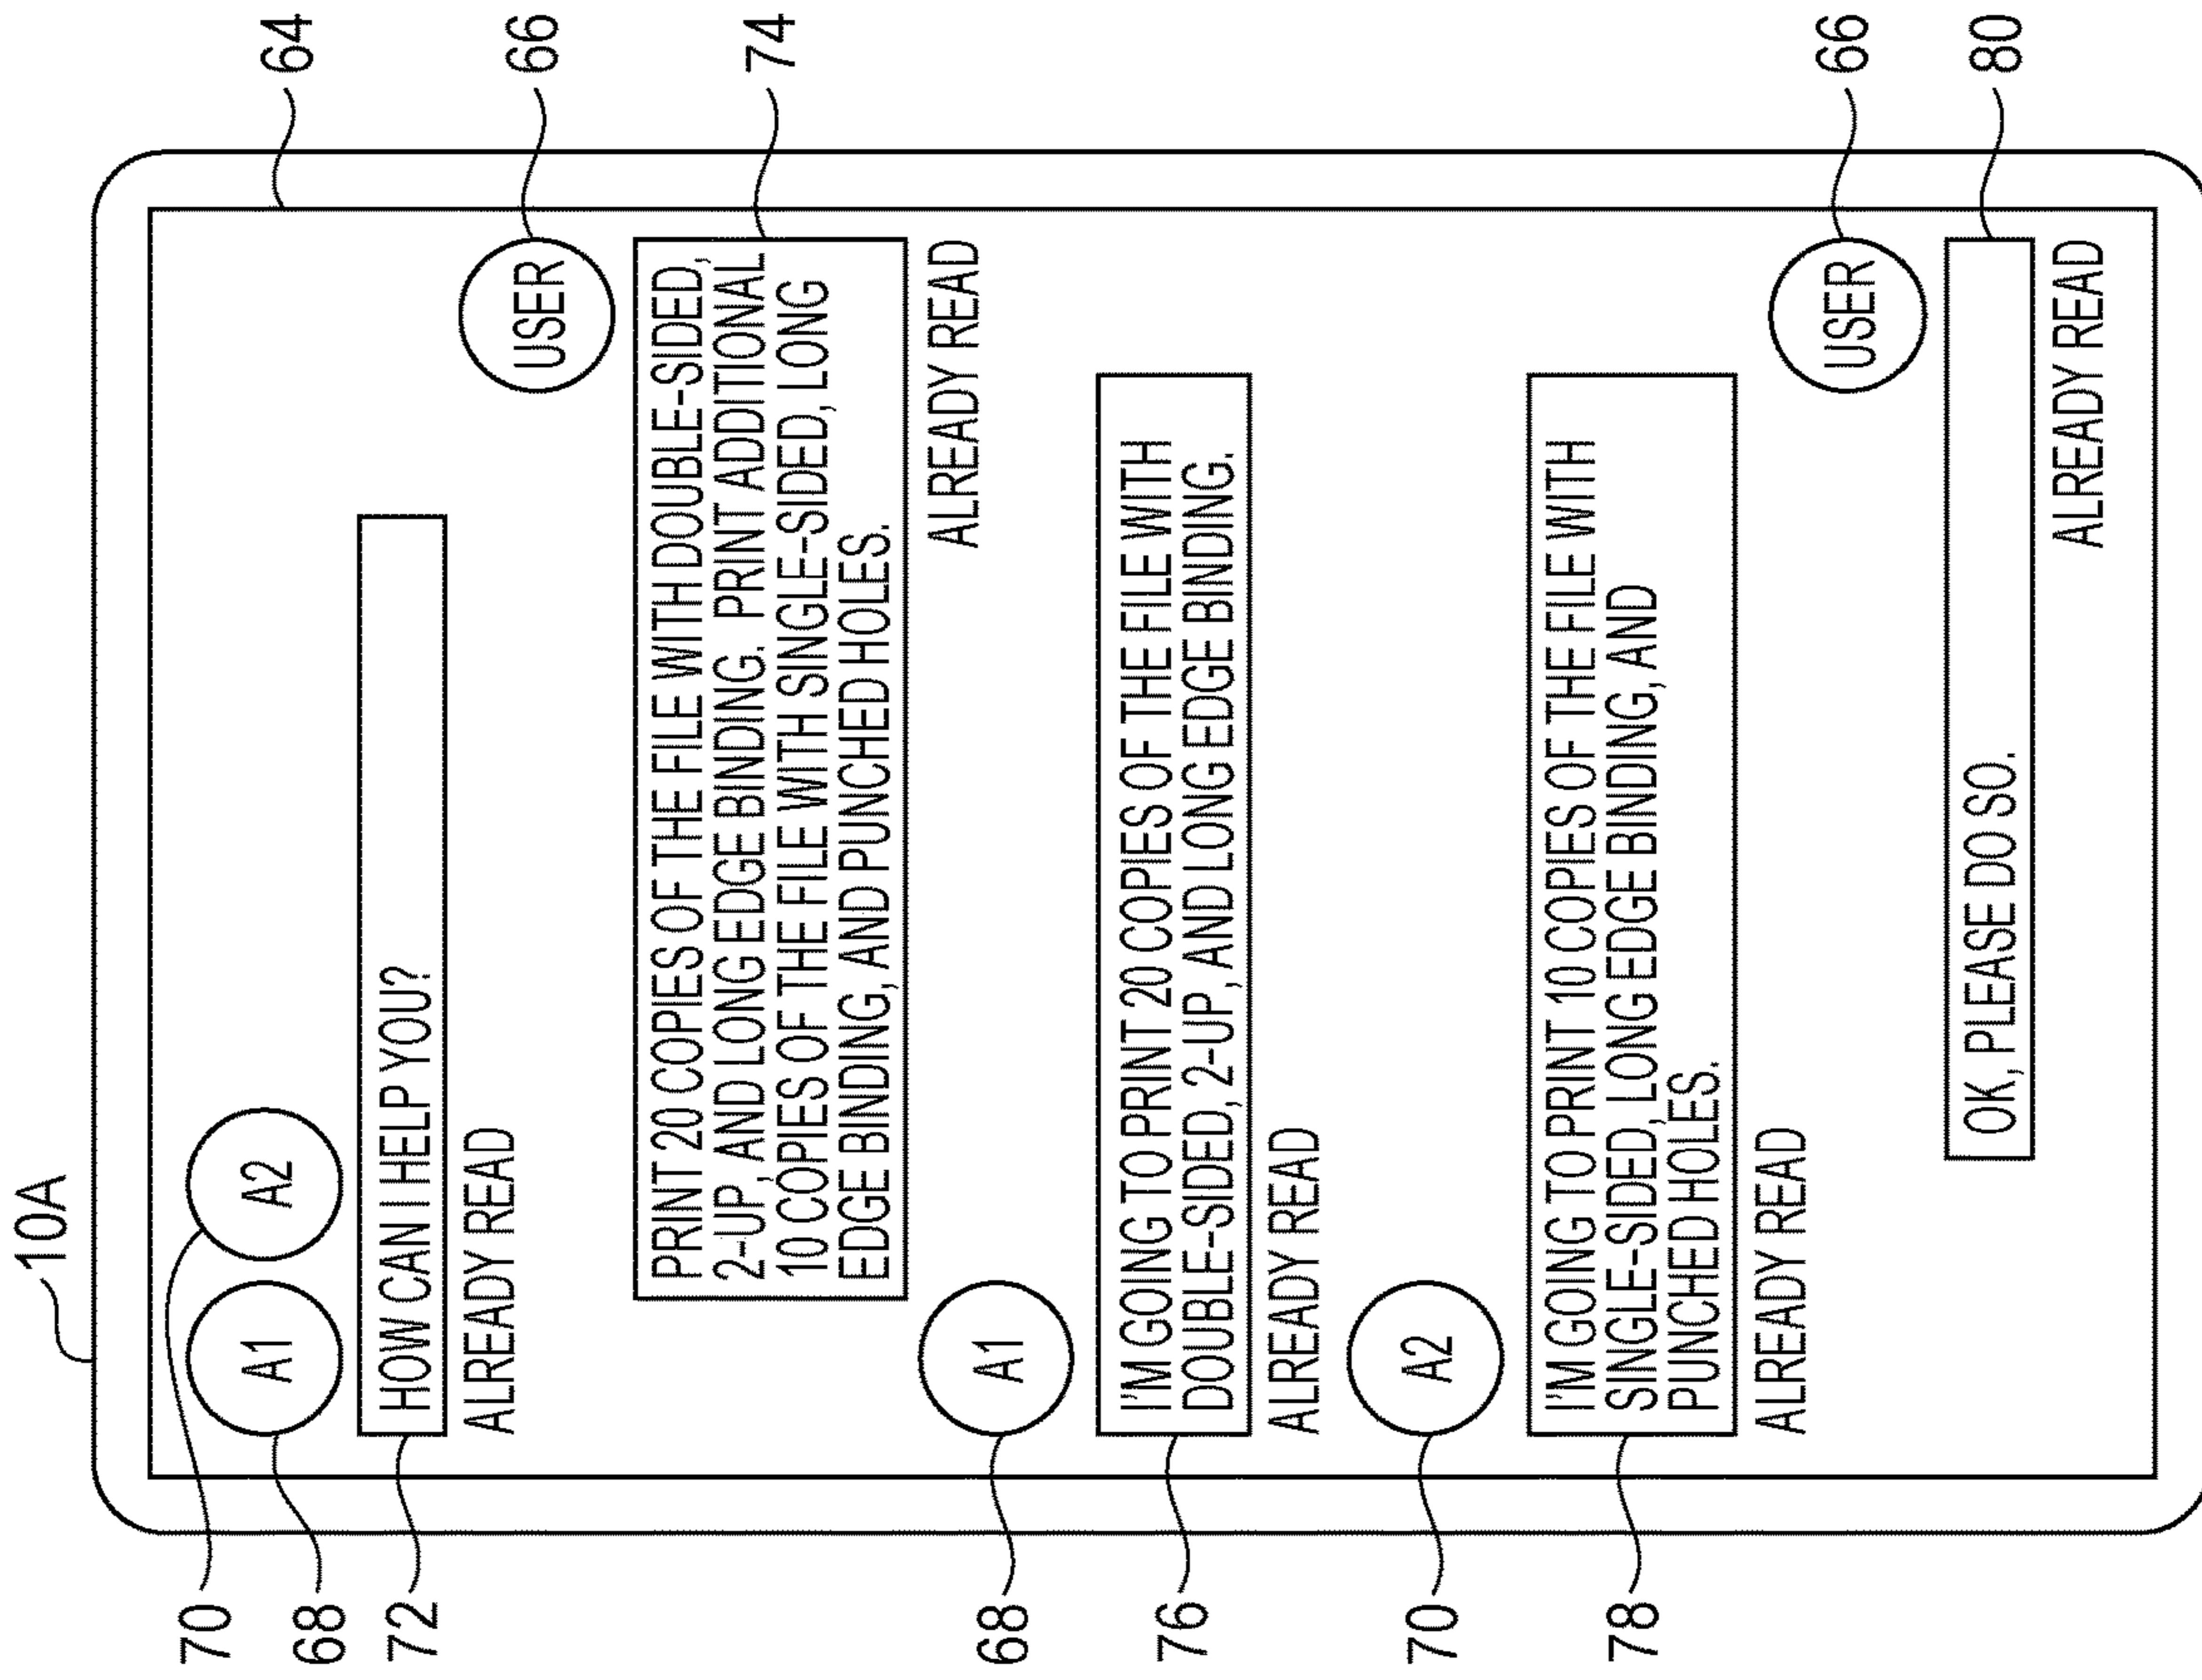 10A
64
A1
A2
70
68
HOW CAN I HELP YOU?
72
ALREADY READ
USER
66
PRINT 20 COPIES OF THE FILE WITH DOUBLE-SIDED,
2-UP, AND LONG EDGE BINDING. PRINT ADDITIONAL
10 COPIES OF THE FILE WITH SINGLE-SIDED, LONG
EDGE BINDING, AND PUNCHED HOLES.
74
ALREADY READ
A1
68
I'M GOING TO PRINT 20 COPIES OF THE FILE WITH
DOUBLE-SIDED, 2-UP, AND LONG EDGE BINDING.
76
ALREADY READ
A2
70
I'M GOING TO PRINT 10 COPIES OF THE FILE WITH
SINGLE-SIDED, LONG EDGE BINDING, AND
PUNCHED HOLES.
78
ALREADY READ
USER
66
OK, PLEASE DO SO.
80
ALREADY READ